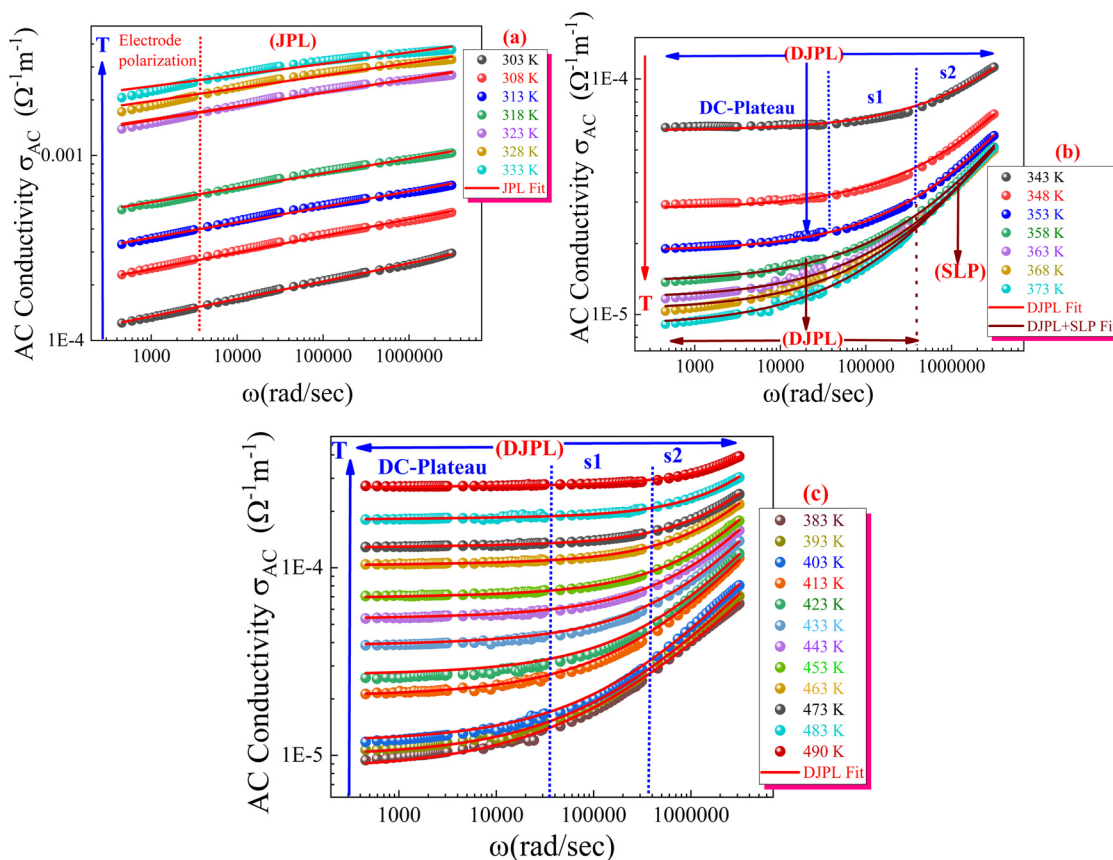 T
Electrode
polarization
(JPL)
(a)
303 K
308 K
313 K
318 K
323 K
328 K
333 K
JPL Fit
0.001
1E-4
AC Conductivity σAC (Ω⁻¹m⁻¹)
1000
10000
100000
1000000
ω(rad/sec)
(DJPL)
s2
s1
DC-Plateau
(b)
343 K
348 K
353 K
358 K
363 K
368 K
373 K
DJPL Fit
DJPL+SLP Fit
(SLP)
T
(DJPL)
1E-4
1E-5
AC Conductivity σAC (Ω⁻¹m⁻¹)
1000
10000
100000
1000000
ω(rad/sec)
T
(DJPL)
DC-Plateau
s1
s2
(c)
383 K
393 K
403 K
413 K
423 K
433 K
443 K
453 K
463 K
473 K
483 K
490 K
DJPL Fit
1E-4
1E-5
AC Conductivity σAC (Ω⁻¹m⁻¹)
1000
10000
100000
1000000
ω(rad/sec)